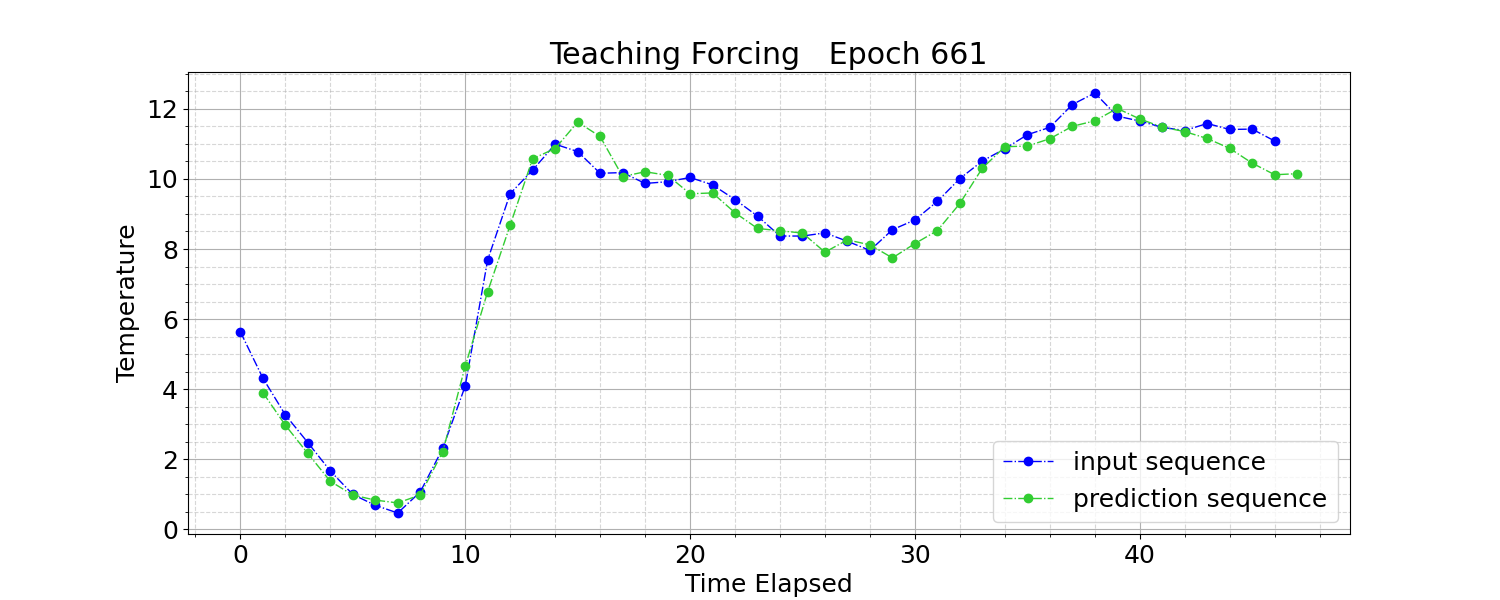 Teaching Forcing   Epoch 661
Temperature
12
10
8
6
4
2
0
0 10 20 30 40
Time Elapsed
input sequence
prediction sequence